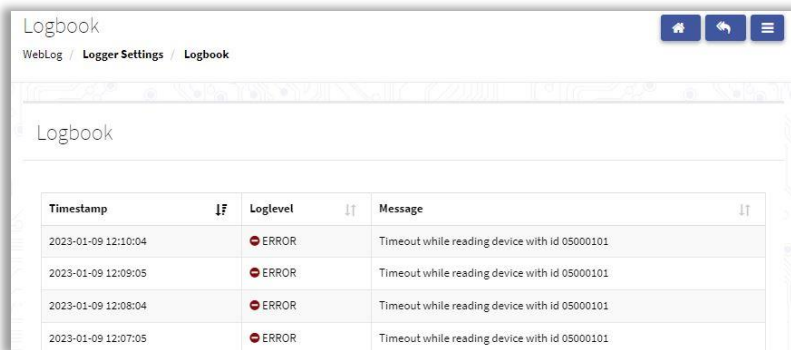 Logbook
WebLog / Logger Settings / Logbook
Logbook
Timestamp Loglevel Message
2023-01-09 12:10:04 ERROR Timeout while reading device with id 05000101
2023-01-09 12:09:05 ERROR Timeout while reading device with id 05000101
2023-01-09 12:08:04 ERROR Timeout while reading device with id 05000101
2023-01-09 12:07:05 ERROR Timeout while reading device with id 05000101